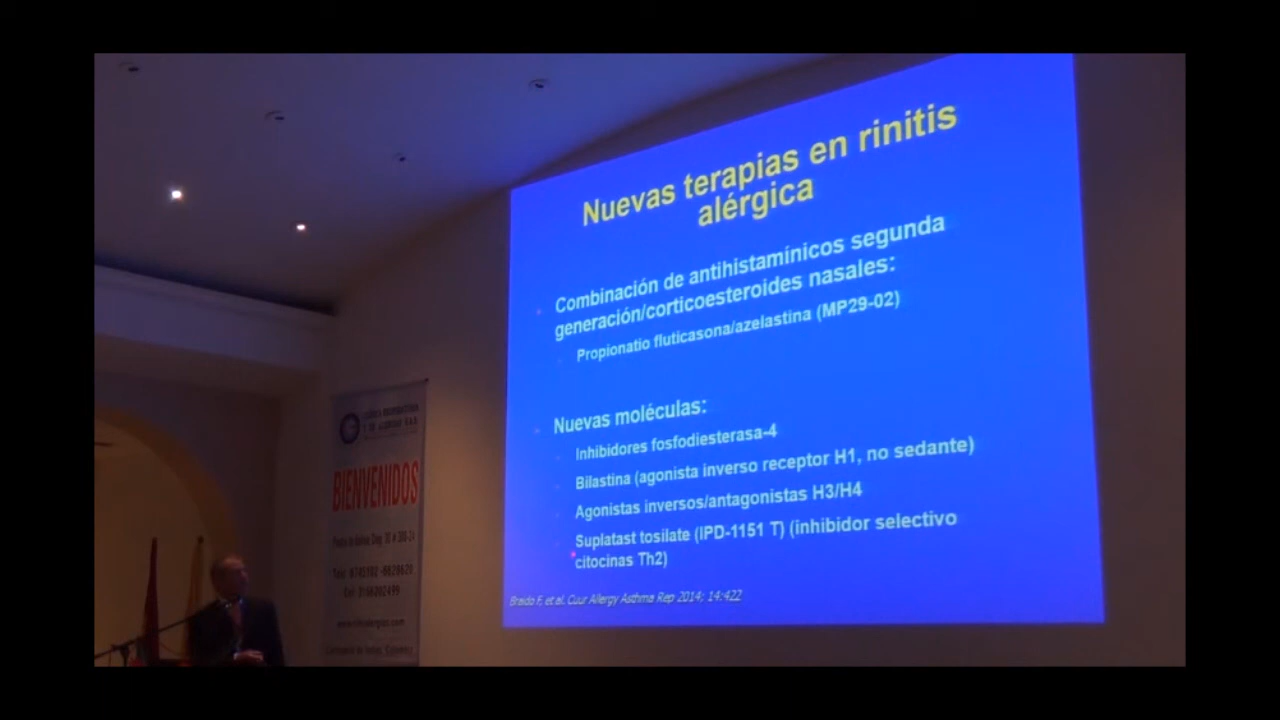 Nuevas terapias en rinitis
alérgica
Combinación de antihistamínicos segunda
generación/corticoesteroides nasales:
Propionatio fluticasona/azelastina (MP29-02)
Nuevas moléculas:
Inhibidores fosfodiesterasa-4
Bilastina (agonista inverso receptor H1, no sedante)
Agonistas inversos/antagonistas H3/H4
Suplatast tosilate (IPD-1151 T) (inhibidor selectivo
citocinas Th2)
Braido F, et al. Cuur Allergy Asthma Rep 2014; 14:422
BIENVENIDOS